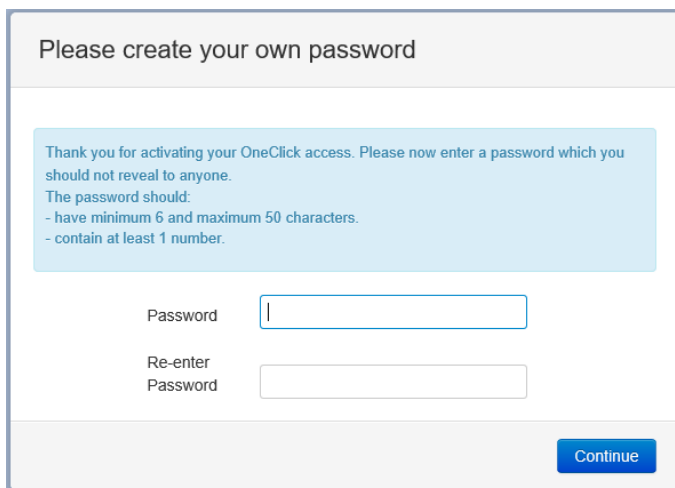 Please create your own password
Thank you for activating your OneClick access. Please now enter a password which you
should not reveal to anyone.
The password should:
- have minimum 6 and maximum 50 characters.
- contain at least 1 number.
Password
Re-enter
Password
Continue